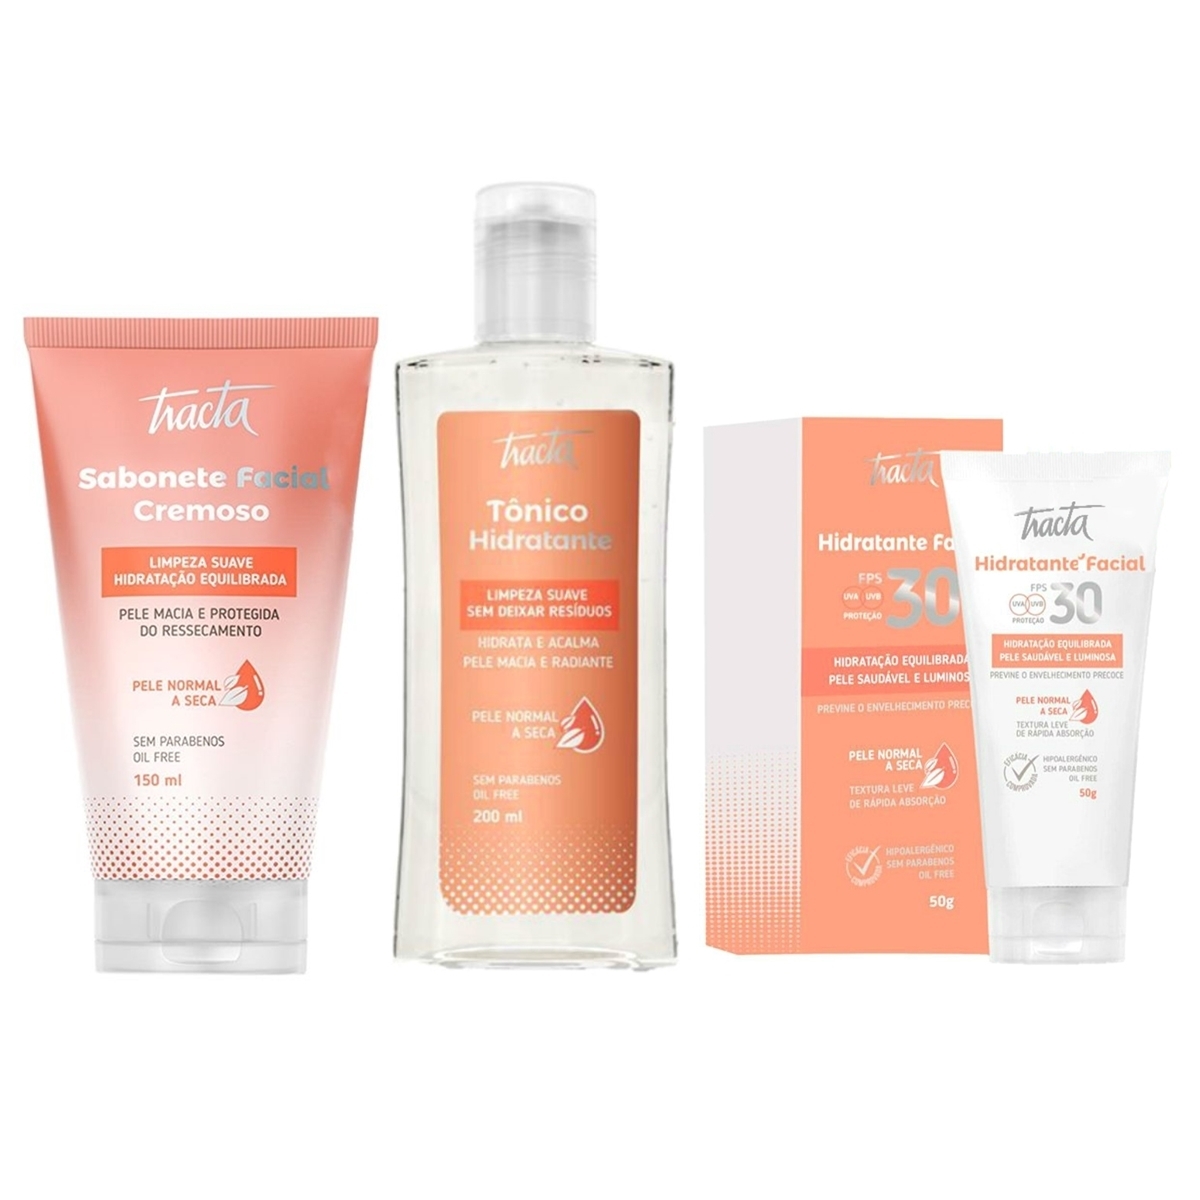 tracta
Sabonete Facial
Cremoso
LIMPEZA SUAVE
HIDRATAÇÃO EQUILIBRADA
PELE MACIA E PROTEGIDA
DO RESSECAMENTO
PELE NORMAL
A SECA
SEM PARABENOS
OIL FREE
150 ml
tracta
Tônico
Hidratante
LIMPEZA SUAVE
SEM DEIXAR RESÍDUOS
HIDRATA E ACALMA
PELE MACIA E RADIANTE
PELE NORMAL
A SECA
SEM PARABENOS
OIL FREE
200 ml
tracta
Hidratante Fa
FPS
30
UVA UVB
PROTEÇÃO
HIDRATAÇÃO EQUILIBRADA
PELE SAUDÁVEL E LUMINOS
PREVINE O ENVELHECIMENTO PREC
PELE NORMAL
A SECA
TEXTURA LEVE
DE RÁPIDA ABSORÇÃO
EFICÁCIA
COMPROVADA
HIPOALERGÊNICO
SEM PARABENOS
OIL FREE
50g
tracta
Hidratante Facial
FPS
30
UVA UVB
PROTEÇÃO
HIDRATAÇÃO EQUILIBRADA
PELE SAUDÁVEL E LUMINOSA
PREVINE O ENVELHECIMENTO PRECOCE
PELE NORMAL
A SECA
TEXTURA LEVE
DE RÁPIDA ABSORÇÃO
EFICÁCIA
COMPROVADA
HIPOALERGÊNICO
SEM PARABENOS
OIL FREE
50g